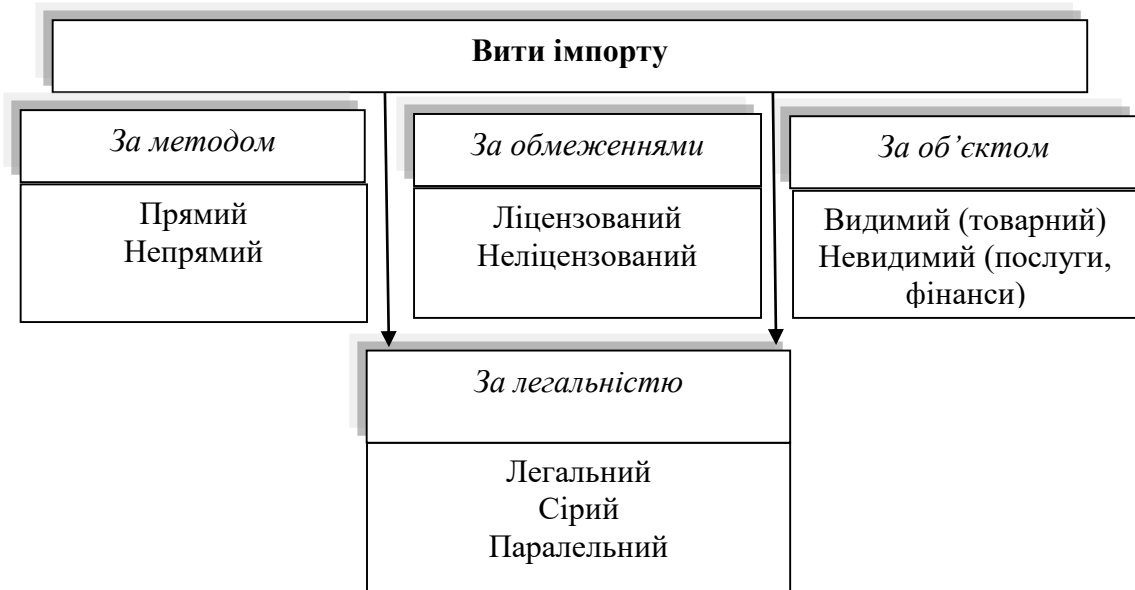 Вити імпорту
За методом
Прямий
Непрямий
За обмеженнями
Ліцензований
Неліцензований
За об’єктом
Видимий (товарний)
Невидимий (послуги,
фінанси)
За легальністю
Легальний
Сірий
Паралельний